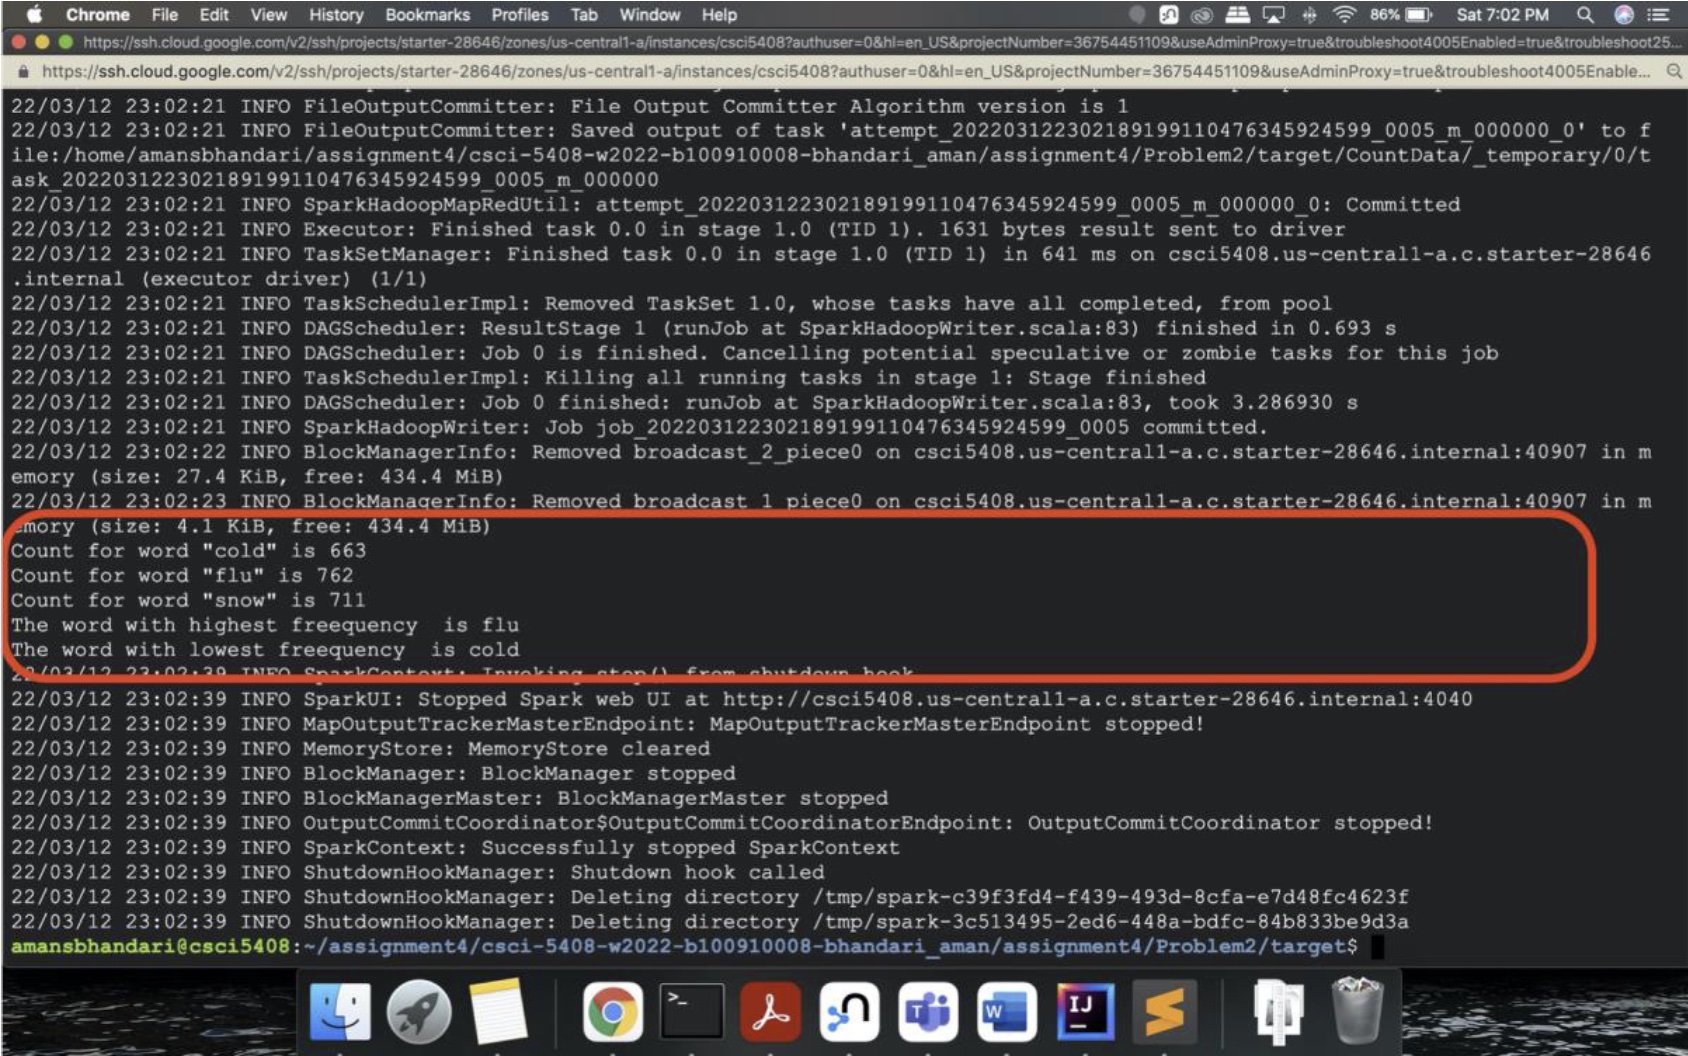 Chrome File Edit View History Bookmarks Profiles Tab Window Help 86% Sat 7:02 PM
https://ssh.cloud.google.com/v2/ssh/projects/starter-28646/zones/us-central1-a/instances/csci5408?authuser=0&hl=en_US&projectNumber=36754451109&useAdminProxy=true&troubleshoot4005Enabled=true&troubleshoot25...
https://ssh.cloud.google.com/v2/ssh/projects/starter-28646/zones/us-central1-a/instances/csci5408?authuser=0&hl=en_US&projectNumber=36754451109&useAdminProxy=true&troubleshoot4005Enable...
22/03/12 23:02:21 INFO FileOutputCommitter: File Output Committer Algorithm version is 1
22/03/12 23:02:21 INFO FileOutputCommitter: Saved output of task 'attempt_202203122302189199110476345924599_0005_m_000000_0' to f
ile:/home/amansbhandari/assignment4/csci-5408-w2022-b100910008-bhandari_aman/assignment4/Problem2/target/CountData/_temporary/0/t
ask_202203122302189199110476345924599_0005_m_000000
22/03/12 23:02:21 INFO SparkHadoopMapRedUtil: attempt_202203122302189199110476345924599_0005_m_000000_0: Committed
22/03/12 23:02:21 INFO Executor: Finished task 0.0 in stage 1.0 (TID 1). 1631 bytes result sent to driver
22/03/12 23:02:21 INFO TaskSetManager: Finished task 0.0 in stage 1.0 (TID 1) in 641 ms on csci5408.us-central1-a.c.starter-28646
.internal (executor driver) (1/1)
22/03/12 23:02:21 INFO TaskSchedulerImpl: Removed TaskSet 1.0, whose tasks have all completed, from pool
22/03/12 23:02:21 INFO DAGScheduler: ResultStage 1 (runJob at SparkHadoopWriter.scala:83) finished in 0.693 s
22/03/12 23:02:21 INFO DAGScheduler: Job 0 is finished. Cancelling potential speculative or zombie tasks for this job
22/03/12 23:02:21 INFO TaskSchedulerImpl: Killing all running tasks in stage 1: Stage finished
22/03/12 23:02:21 INFO DAGScheduler: Job 0 finished: runJob at SparkHadoopWriter.scala:83, took 3.286930 s
22/03/12 23:02:21 INFO SparkHadoopWriter: Job job_202203122302189199110476345924599_0005 committed.
22/03/12 23:02:22 INFO BlockManagerInfo: Removed broadcast_2_piece0 on csci5408.us-central1-a.c.starter-28646.internal:40907 in m
emory (size: 27.4 KiB, free: 434.4 MiB)
22/03/12 23:02:23 INFO BlockManagerInfo: Removed broadcast_1_piece0 on csci5408.us-central1-a.c.starter-28646.internal:40907 in m
emory (size: 4.1 KiB, free: 434.4 MiB)
Count for word "cold" is 663
Count for word "flu" is 762
Count for word "snow" is 711
The word with highest freequency  is flu
The word with lowest freequency  is cold
22/03/12 23:02:39 INFO SparkContext: Invoking stop() from shutdown hook
22/03/12 23:02:39 INFO SparkUI: Stopped Spark web UI at http://csci5408.us-central1-a.c.starter-28646.internal:4040
22/03/12 23:02:39 INFO MapOutputTrackerMasterEndpoint: MapOutputTrackerMasterEndpoint stopped!
22/03/12 23:02:39 INFO MemoryStore: MemoryStore cleared
22/03/12 23:02:39 INFO BlockManager: BlockManager stopped
22/03/12 23:02:39 INFO BlockManagerMaster: BlockManagerMaster stopped
22/03/12 23:02:39 INFO OutputCommitCoordinator$OutputCommitCoordinatorEndpoint: OutputCommitCoordinator stopped!
22/03/12 23:02:39 INFO SparkContext: Successfully stopped SparkContext
22/03/12 23:02:39 INFO ShutdownHookManager: Shutdown hook called
22/03/12 23:02:39 INFO ShutdownHookManager: Deleting directory /tmp/spark-c39f3fd4-f439-493d-8cfa-e7d48fc4623f
22/03/12 23:02:39 INFO ShutdownHookManager: Deleting directory /tmp/spark-3c513495-2ed6-448a-bdfc-84b833be9d3a
amansbhandari@csci5408:~/assignment4/csci-5408-w2022-b100910008-bhandari_aman/assignment4/Problem2/target$